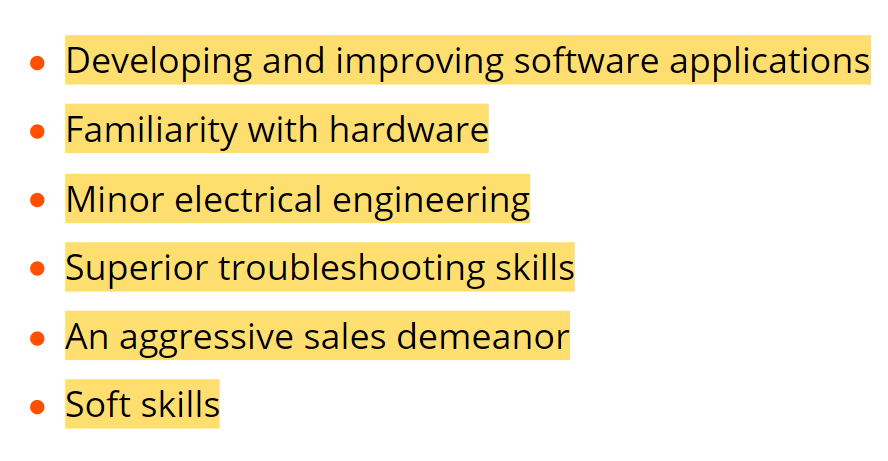 Developing and improving software applications
Familiarity with hardware
Minor electrical engineering
Superior troubleshooting skills
An aggressive sales demeanor
Soft skills